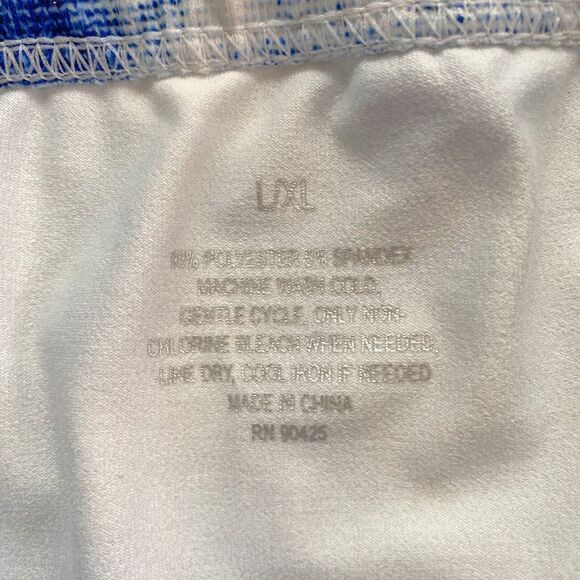 L/XL
POLYESTER SPANDEX
MACHINE WASH COLD,
GENTLE CYCLE, ONLY NON-
CHLORINE BLEACH WHEN NEEDED,
LINE DRY, COOL IRON IF NEEDED
MADE IN CHINA
RN 90425